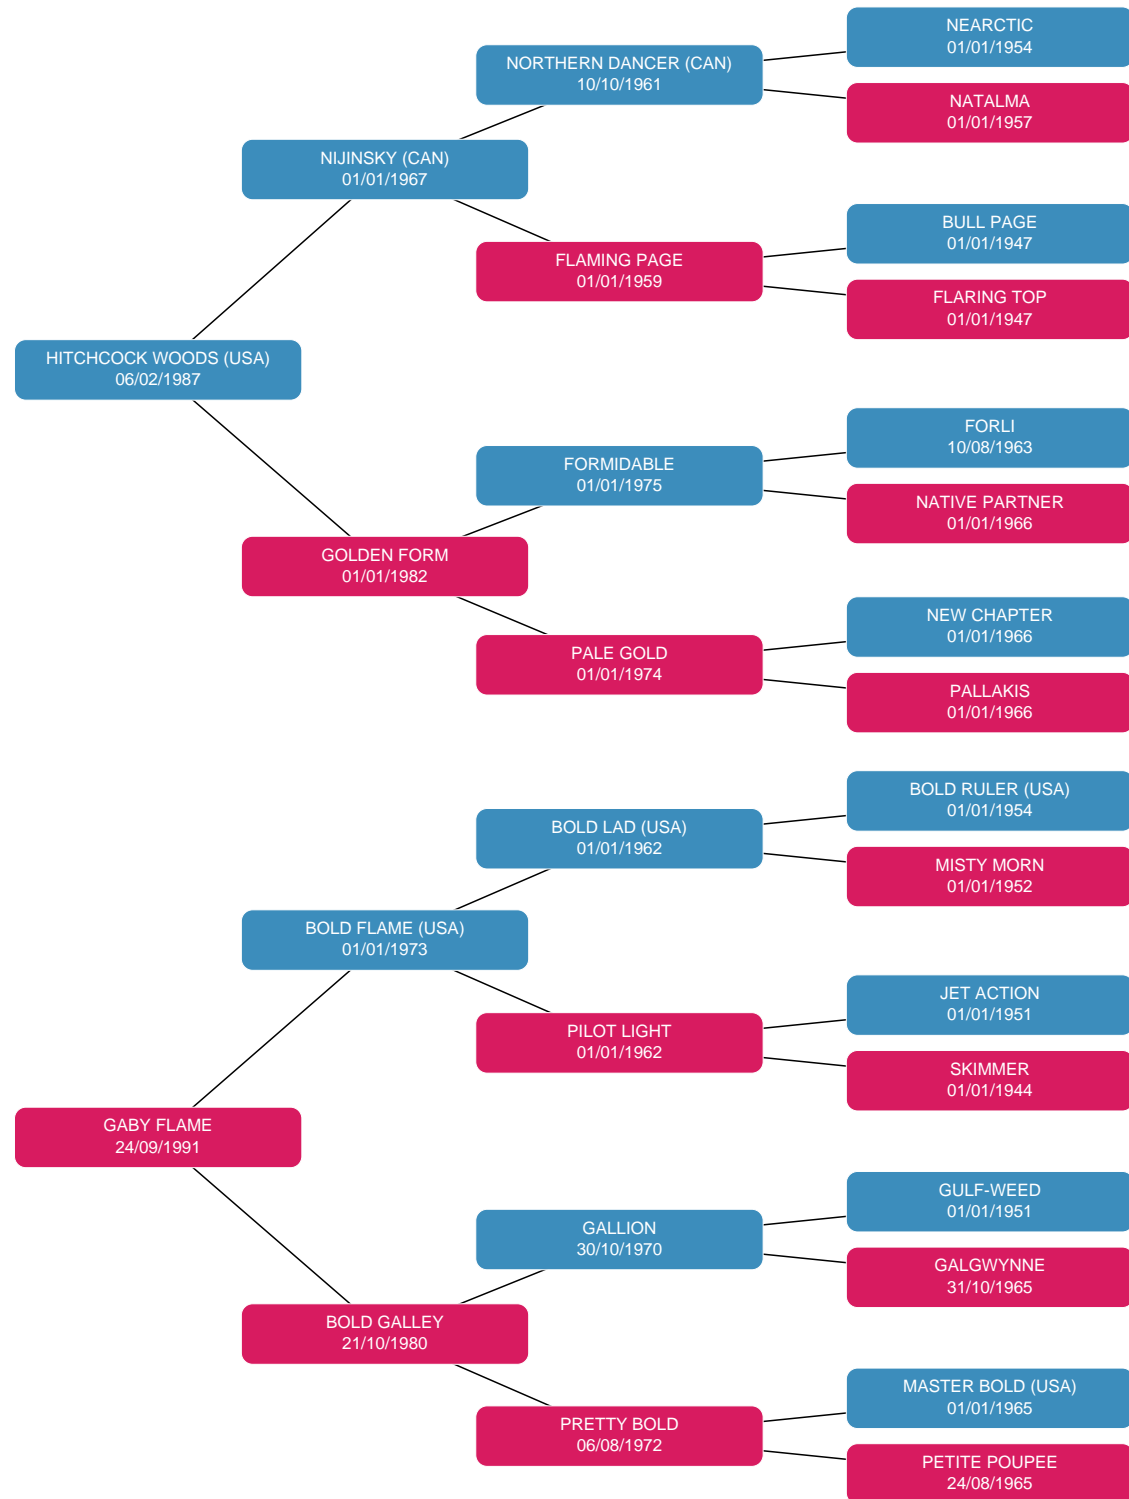 NEARCTIC
01/01/1954
NORTHERN DANCER (CAN)
10/10/1961
NATALMA
01/01/1957
NIJINSKY (CAN)
01/01/1967
BULL PAGE
01/01/1947
FLAMING PAGE
01/01/1959
FLARING TOP
01/01/1947
HITCHCOCK WOODS (USA)
06/02/1987
FORLI
10/08/1963
FORMIDABLE
01/01/1975
NATIVE PARTNER
01/01/1966
GOLDEN FORM
01/01/1982
NEW CHAPTER
01/01/1966
PALE GOLD
01/01/1974
PALLAKIS
01/01/1966
BOLD RULER (USA)
01/01/1954
BOLD LAD (USA)
01/01/1962
MISTY MORN
01/01/1952
BOLD FLAME (USA)
01/01/1973
JET ACTION
01/01/1951
PILOT LIGHT
01/01/1962
SKIMMER
01/01/1944
GABY FLAME
24/09/1991
GULF-WEED
01/01/1951
GALLION
30/10/1970
GALGWYNNE
31/10/1965
BOLD GALLEY
21/10/1980
MASTER BOLD (USA)
01/01/1965
PRETTY BOLD
06/08/1972
PETITE POUPEE
24/08/1965